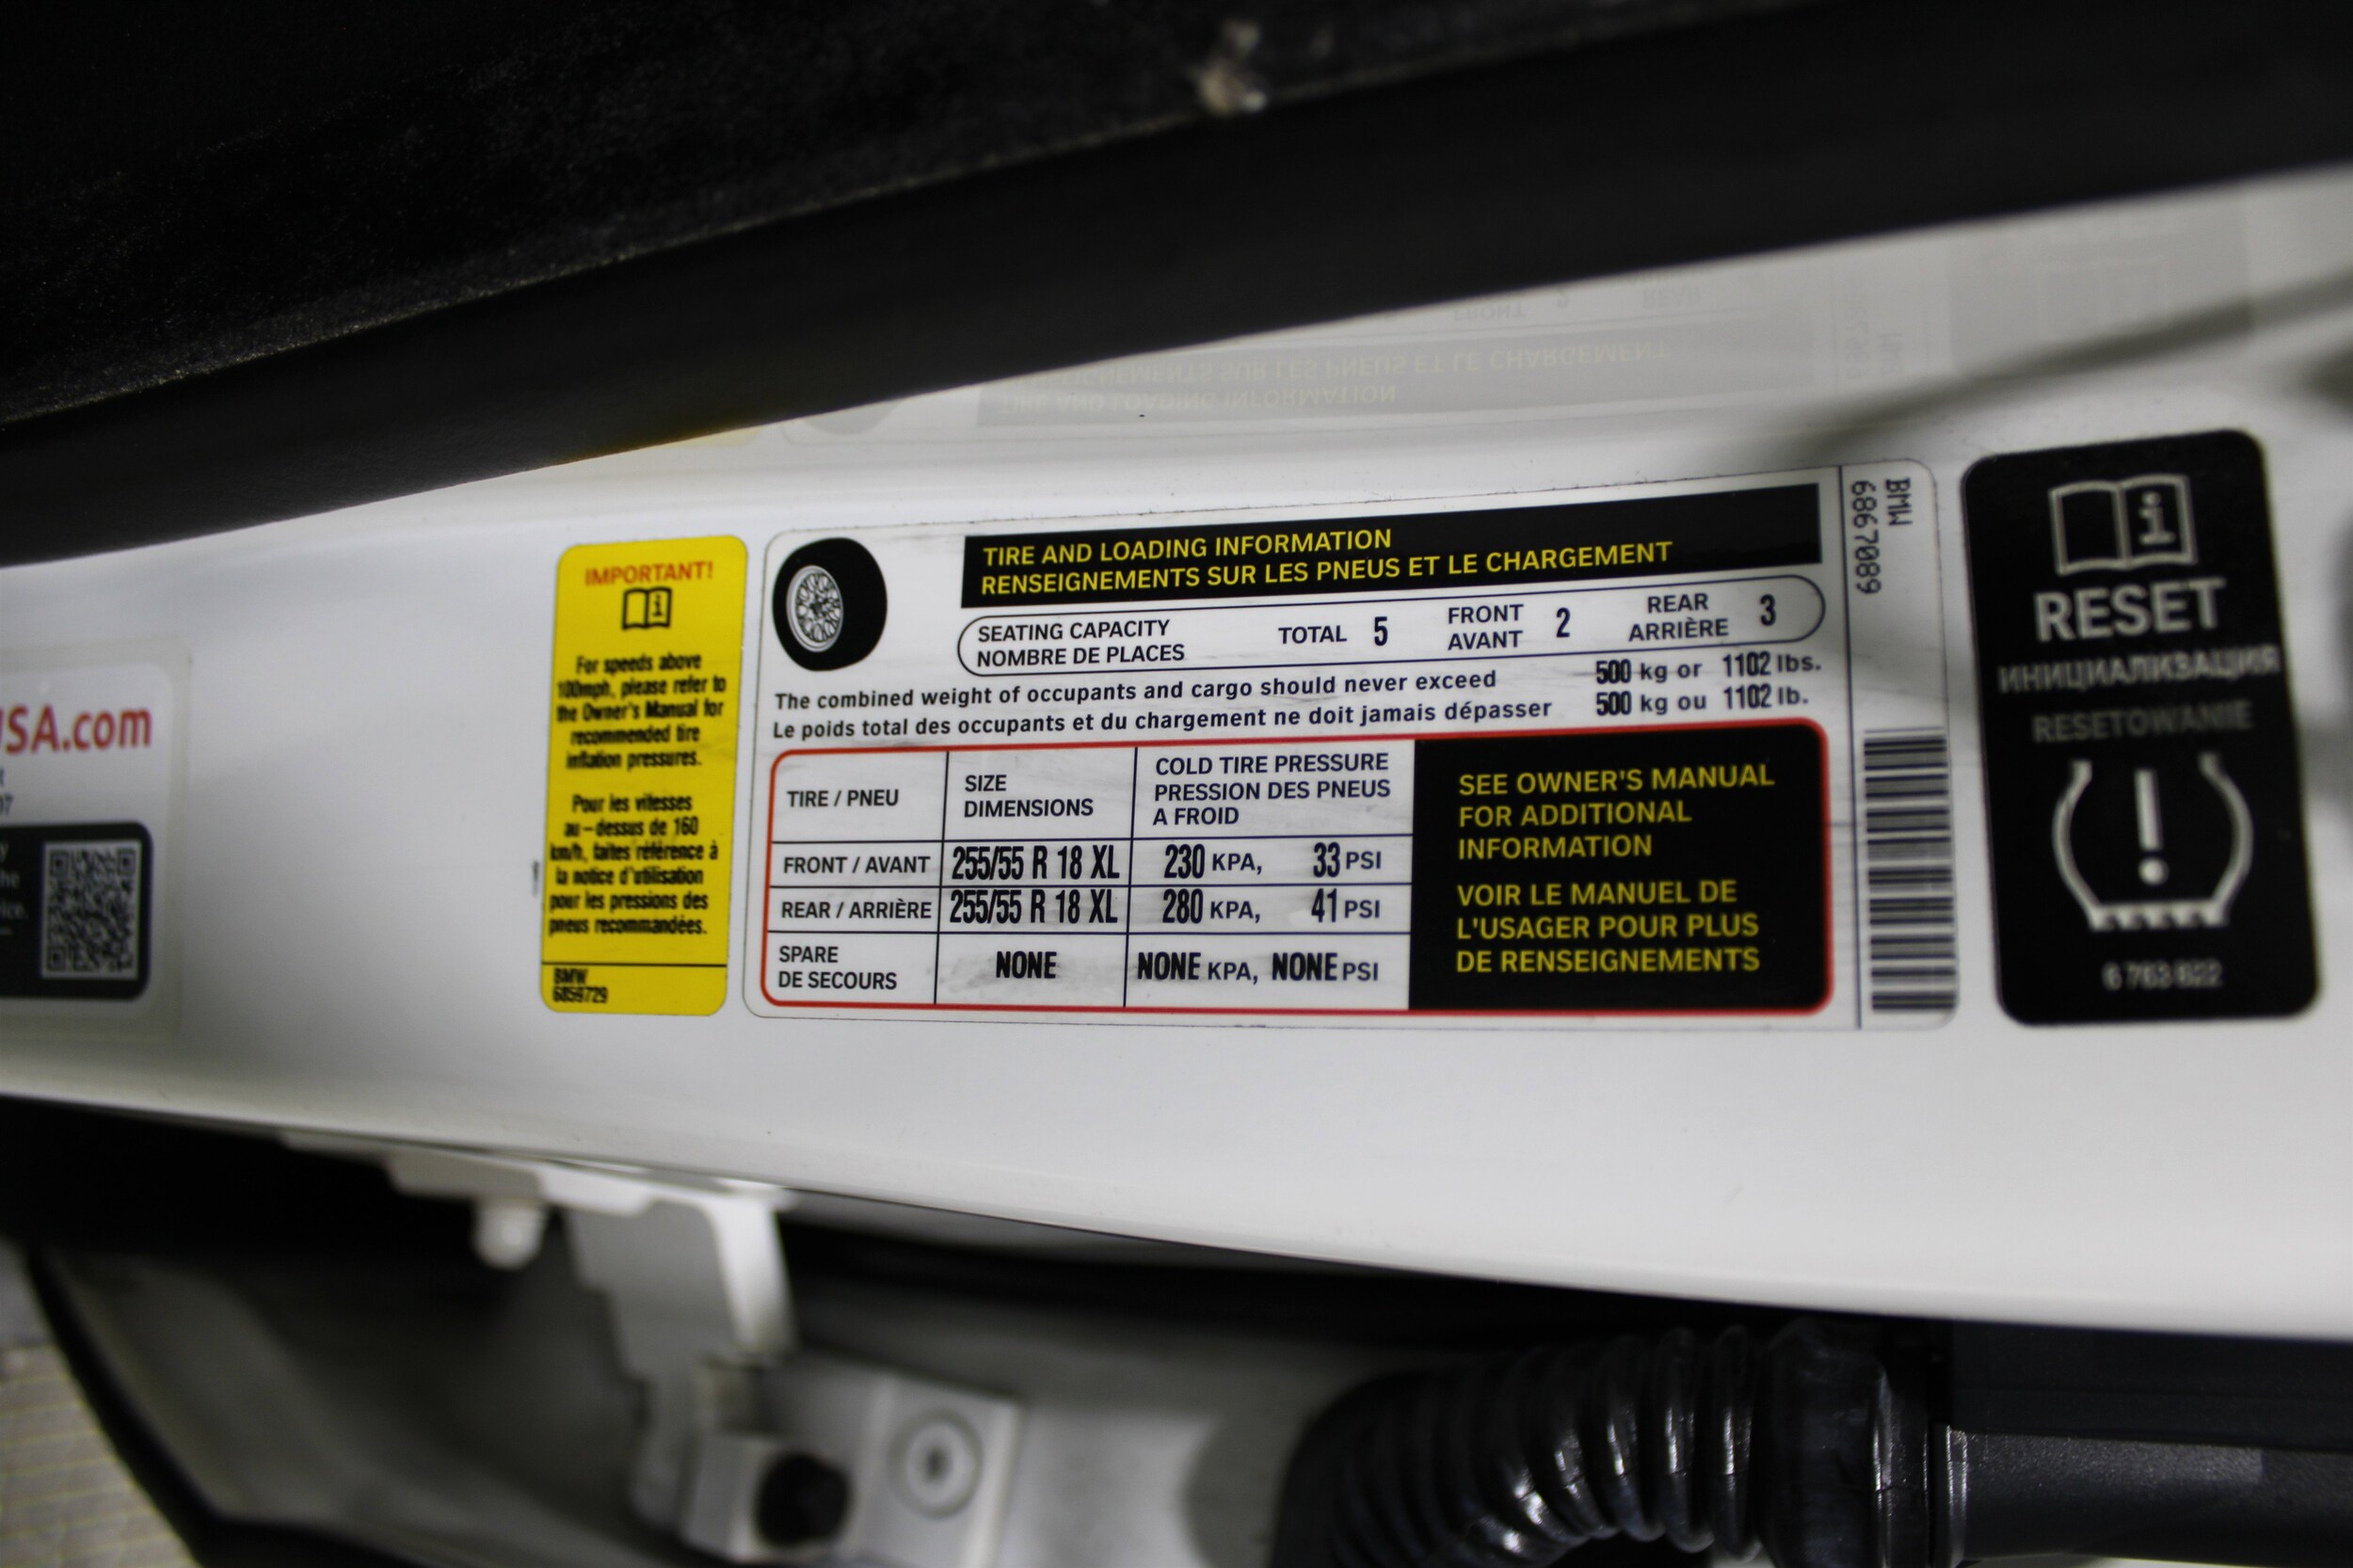 USA.com
IMPORTANT!
For speeds above
100mph, please refer to
the Owner's Manual for
recommended tire
inflation pressures.
Pour les vitesses
au-dessus de 160
km/h, faites référence à
la notice d'utilisation
pour les pressions des
pneus recommandées.
BMW
6859729
TIRE AND LOADING INFORMATION
RENSEIGNEMENTS SUR LES PNEUS ET LE CHARGEMENT
SEATING CAPACITY
NOMBRE DE PLACES
TOTAL 5
FRONT
AVANT 2
REAR
ARRIÈRE 3
The combined weight of occupants and cargo should never exceed 500 kg or 1102 lbs.
Le poids total des occupants et du chargement ne doit jamais dépasser 500 kg ou 1102 lb.
TIRE / PNEU
SIZE
DIMENSIONS
COLD TIRE PRESSURE
PRESSION DES PNEUS
A FROID
FRONT / AVANT 255/55 R 18 XL 230 KPA, 33 PSI
REAR / ARRIÈRE 255/55 R 18 XL 280 KPA, 41 PSI
SPARE
DE SECOURS
NONE NONE KPA, NONE PSI
SEE OWNER'S MANUAL
FOR ADDITIONAL
INFORMATION
VOIR LE MANUEL DE
L'USAGER POUR PLUS
DE RENSEIGNEMENTS
BMW
6867089
RESET
ИНИЦИАЛИЗАЦИЯ
RESETOWANIE
6 763 622